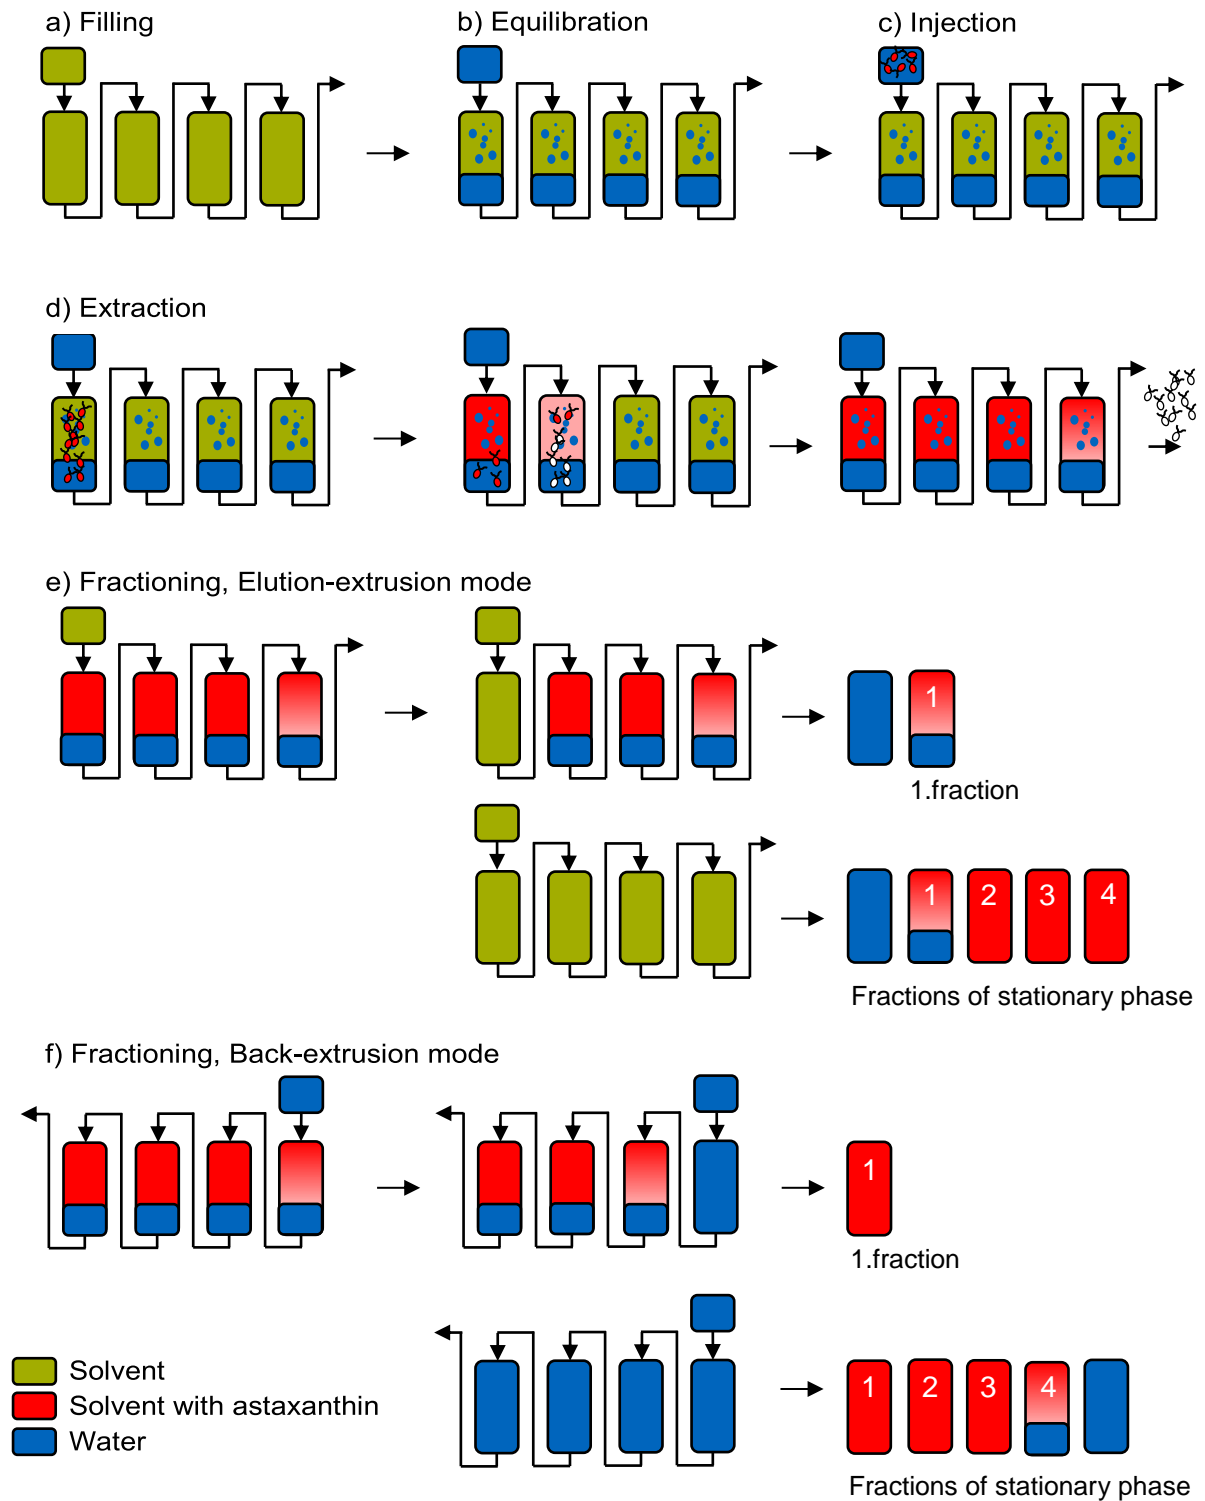 a) Filling
b) Equilibration
c) Injection
d) Extraction
e) Fractioning, Elution-extrusion mode
1
1.fraction
1 2 3 4
Fractions of stationary phase
f) Fractioning, Back-extrusion mode
1
1.fraction
Solvent
Solvent with astaxanthin
Water
1 2 3 4
Fractions of stationary phase